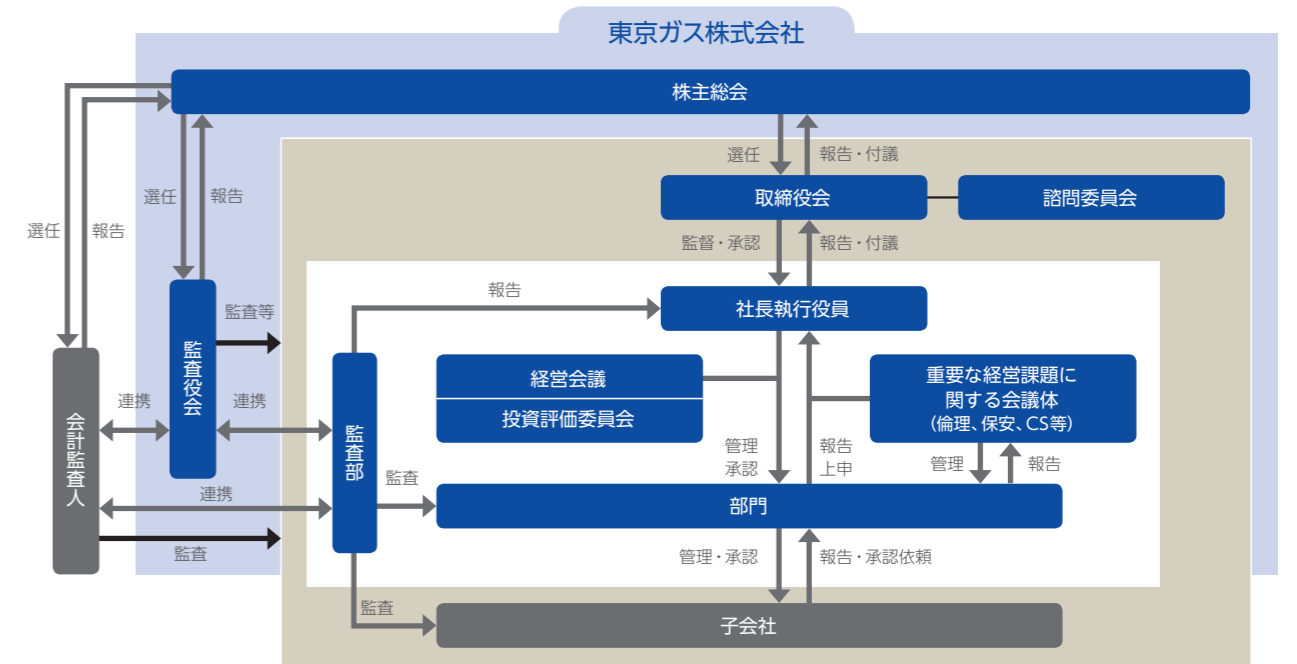 東京ガス株式会社
株主総会
選任
報告・付議
選任
報告
取締役会
諮問委員会
選任
報告
監督・承認
報告・付議
報告
社長執行役員
監査等
監査役会
経営会議
投資評価委員会
重要な経営課題に
関する会議体
(倫理、保安、CS等)
会計監査人
連携
連携
監査部
管理
承認
報告
上申
管理
報告
監査
連携
部門
監査
管理・承認
報告・承認依頼
監査
子会社